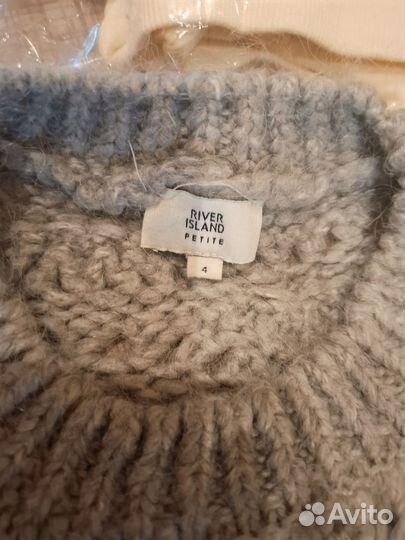 RIVER
ISLAND
PETITE
4
Avito